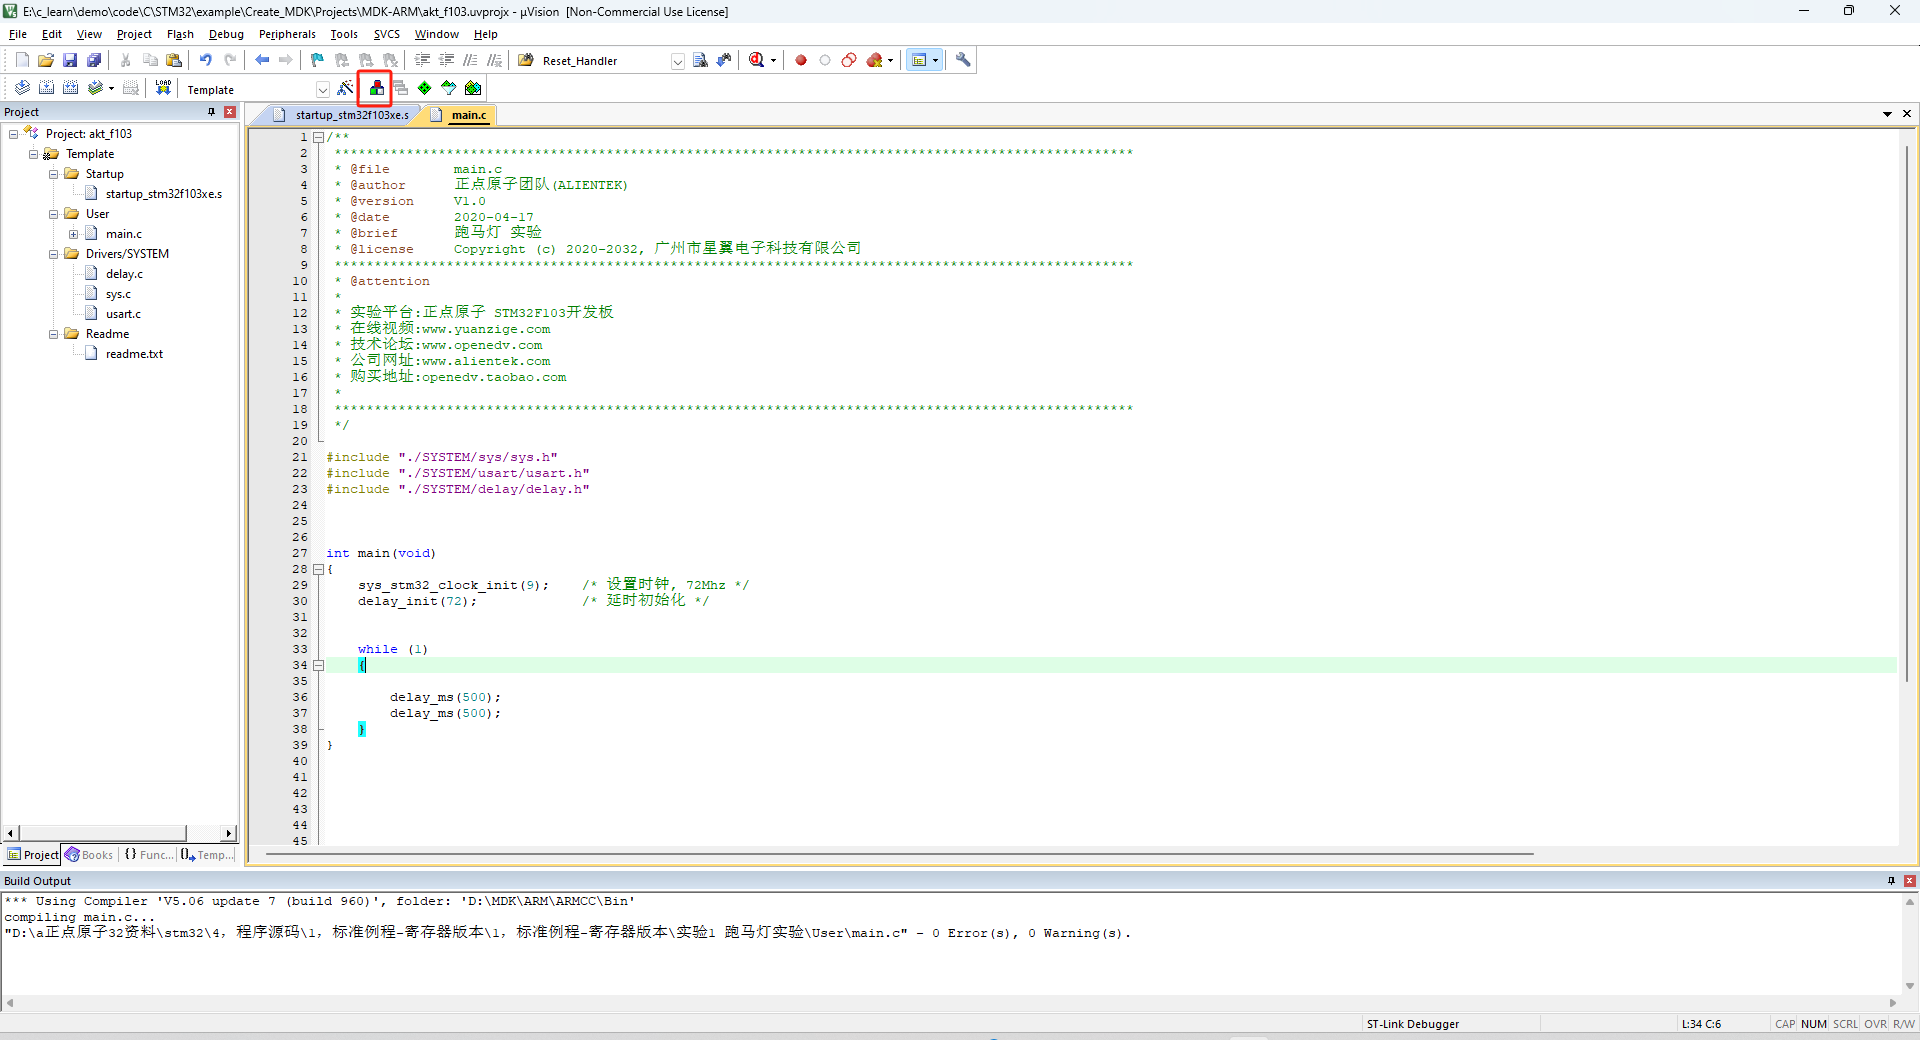 E:\c_learn\demo\code\C\STM32\example\Create_MDK\Projects\MDK-ARM\akt_f103.uvprojx - µVision  [Non-Commercial Use License]
File Edit View Project Flash Debug Peripherals Tools SVCS Window Help
Reset_Handler
LOAD Template
Project
startup_stm32f103xe.s main.c
Project: akt_f103
Template
Startup
startup_stm32f103xe.s
User
main.c
Drivers/SYSTEM
delay.c
sys.c
usart.c
Readme
readme.txt
Project Books {} Func... Temp...
1 /**
2 ****************************************************************************************************
3 * @file main.c
4 * @author 正点原子团队(ALIENTEK)
5 * @version V1.0
6 * @date 2020-04-17
7 * @brief 跑马灯 实验
8 * @license Copyright (c) 2020-2032, 广州市星翼电子科技有限公司
9 ****************************************************************************************************
10 * @attention
11 *
12 * 实验平台:正点原子 STM32F103开发板
13 * 在线视频:www.yuanzige.com
14 * 技术论坛:www.openedv.com
15 * 公司网址:www.alientek.com
16 * 购买地址:openedv.taobao.com
17 *
18 ****************************************************************************************************
19 */
20
21 #include "./SYSTEM/sys/sys.h"
22 #include "./SYSTEM/usart/usart.h"
23 #include "./SYSTEM/delay/delay.h"
24
25
26
27 int main(void)
28 {
29 sys_stm32_clock_init(9); /* 设置时钟, 72Mhz */
30 delay_init(72); /* 延时初始化 */
31
32
33 while (1)
34 {
35
36 delay_ms(500);
37 delay_ms(500);
38 }
39 }
40
41
42
43
44
45
Build Output
*** Using Compiler 'V5.06 update 7 (build 960)', folder: 'D:\MDK\ARM\ARMCC\Bin'
compiling main.c...
"D:\a正点原子32资料\stm32\4，程序源码\1，标准例程-寄存器版本\1，标准例程-寄存器版本\实验1 跑马灯实验\User\main.c" - 0 Error(s), 0 Warning(s).
ST-Link Debugger L:34 C:6 CAP NUM SCRL OVR R/W